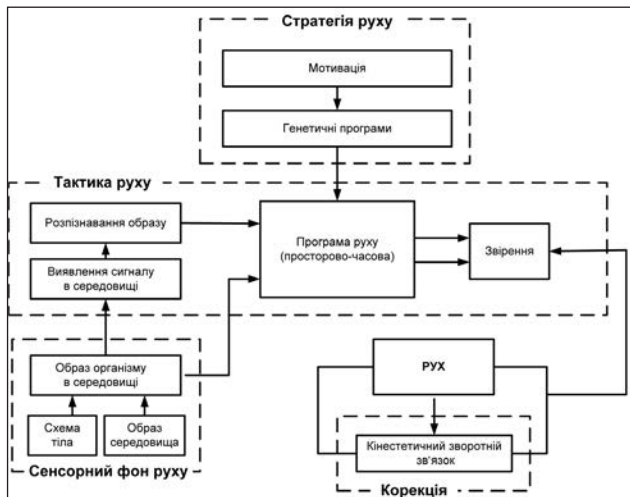 Стратегія руху
Мотивація
Генетичні програми
Тактика руху
Розпізнавання образу
Виявлення сигналу
в середовищі
Програма руху
(просторово-часова)
Звірення
Образ організму
в середовищі
Схема
тіла
Образ
середовища
Сенсорний фон руху
РУХ
Кінестетичний зворотній
зв'язок
Корекція